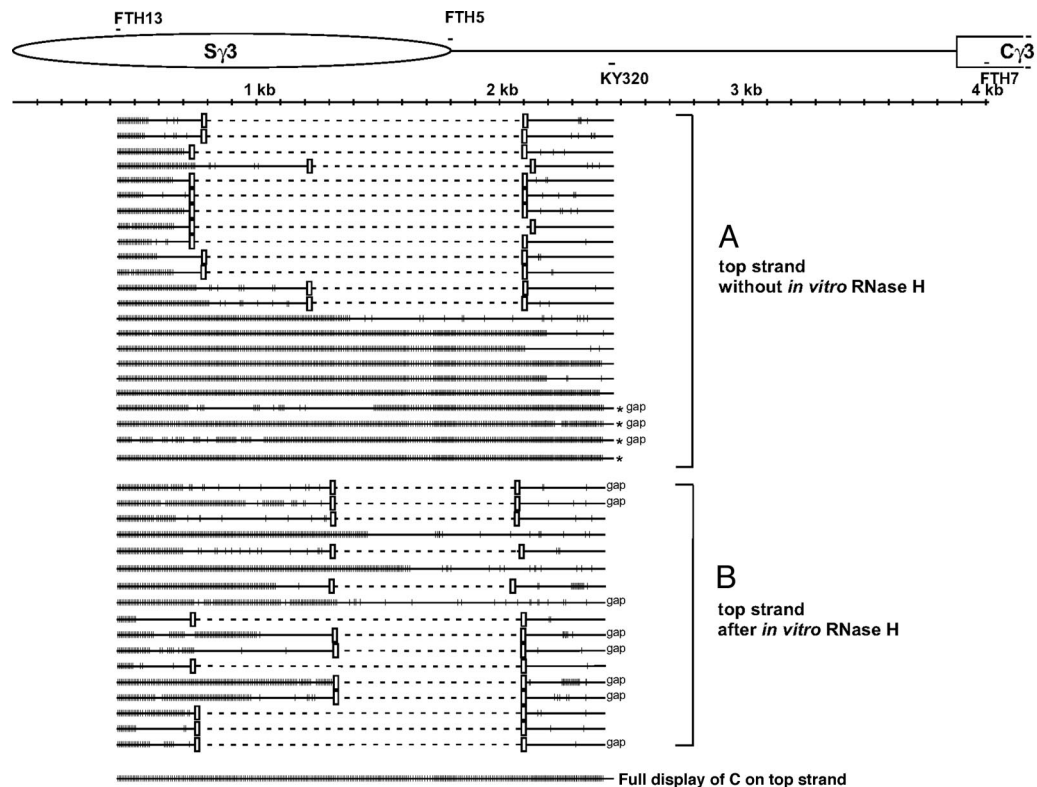 FTH13
FTH5
Sγ3
Cγ3
KY320
FTH7
1 kb
2 kb
3 kb
4 kb
A
top strand
without in vitro RNase H
* gap
* gap
* gap
*
gap
gap
B
top strand
after in vitro RNase H
gap
gap
gap
gap
gap
gap
Full display of C on top strand